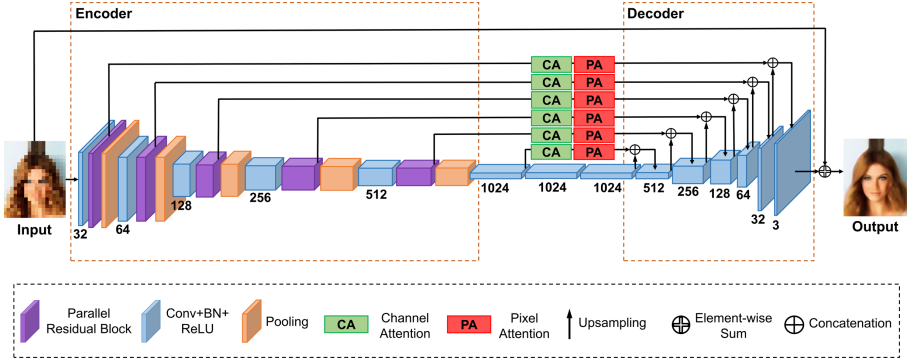 Encoder
Decoder
CA PA
CA PA
CA PA
CA PA
CA PA
CA PA
Input
32
64
128
256
512
1024
1024
1024
512
256
128
64
32
3
Output
Parallel
Residual Block
Conv+BN+
ReLU
Pooling
CA
Channel
Attention
PA
Pixel
Attention
Upsampling
Element-wise
Sum
Concatenation